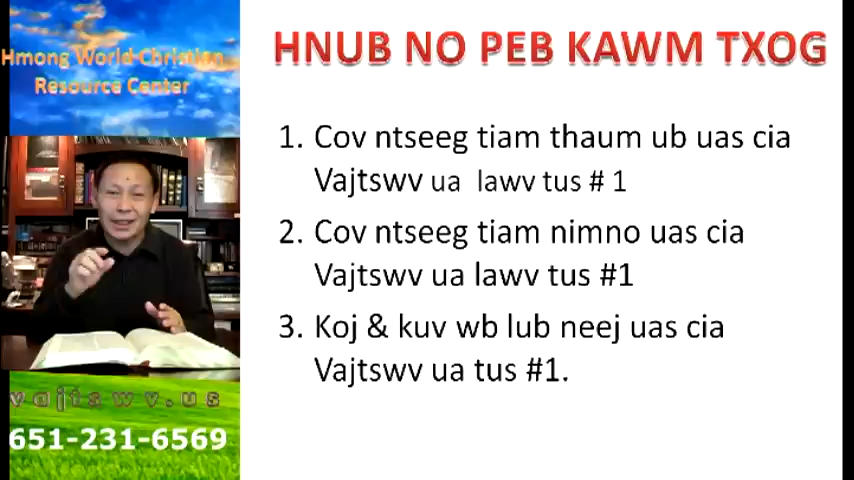 Hmong World Christian
Resource Center
HNUB NO PEB KAWM TXOG
1. Cov ntseeg tiam thaum ub uas cia
Vajtswv ua lawv tus # 1
2. Cov ntseeg tiam nimno uas cia
Vajtswv ua lawv tus #1
3. Koj & kuv wb lub neej uas cia
Vajtswv ua tus #1.
vajtswv.us
651-231-6569